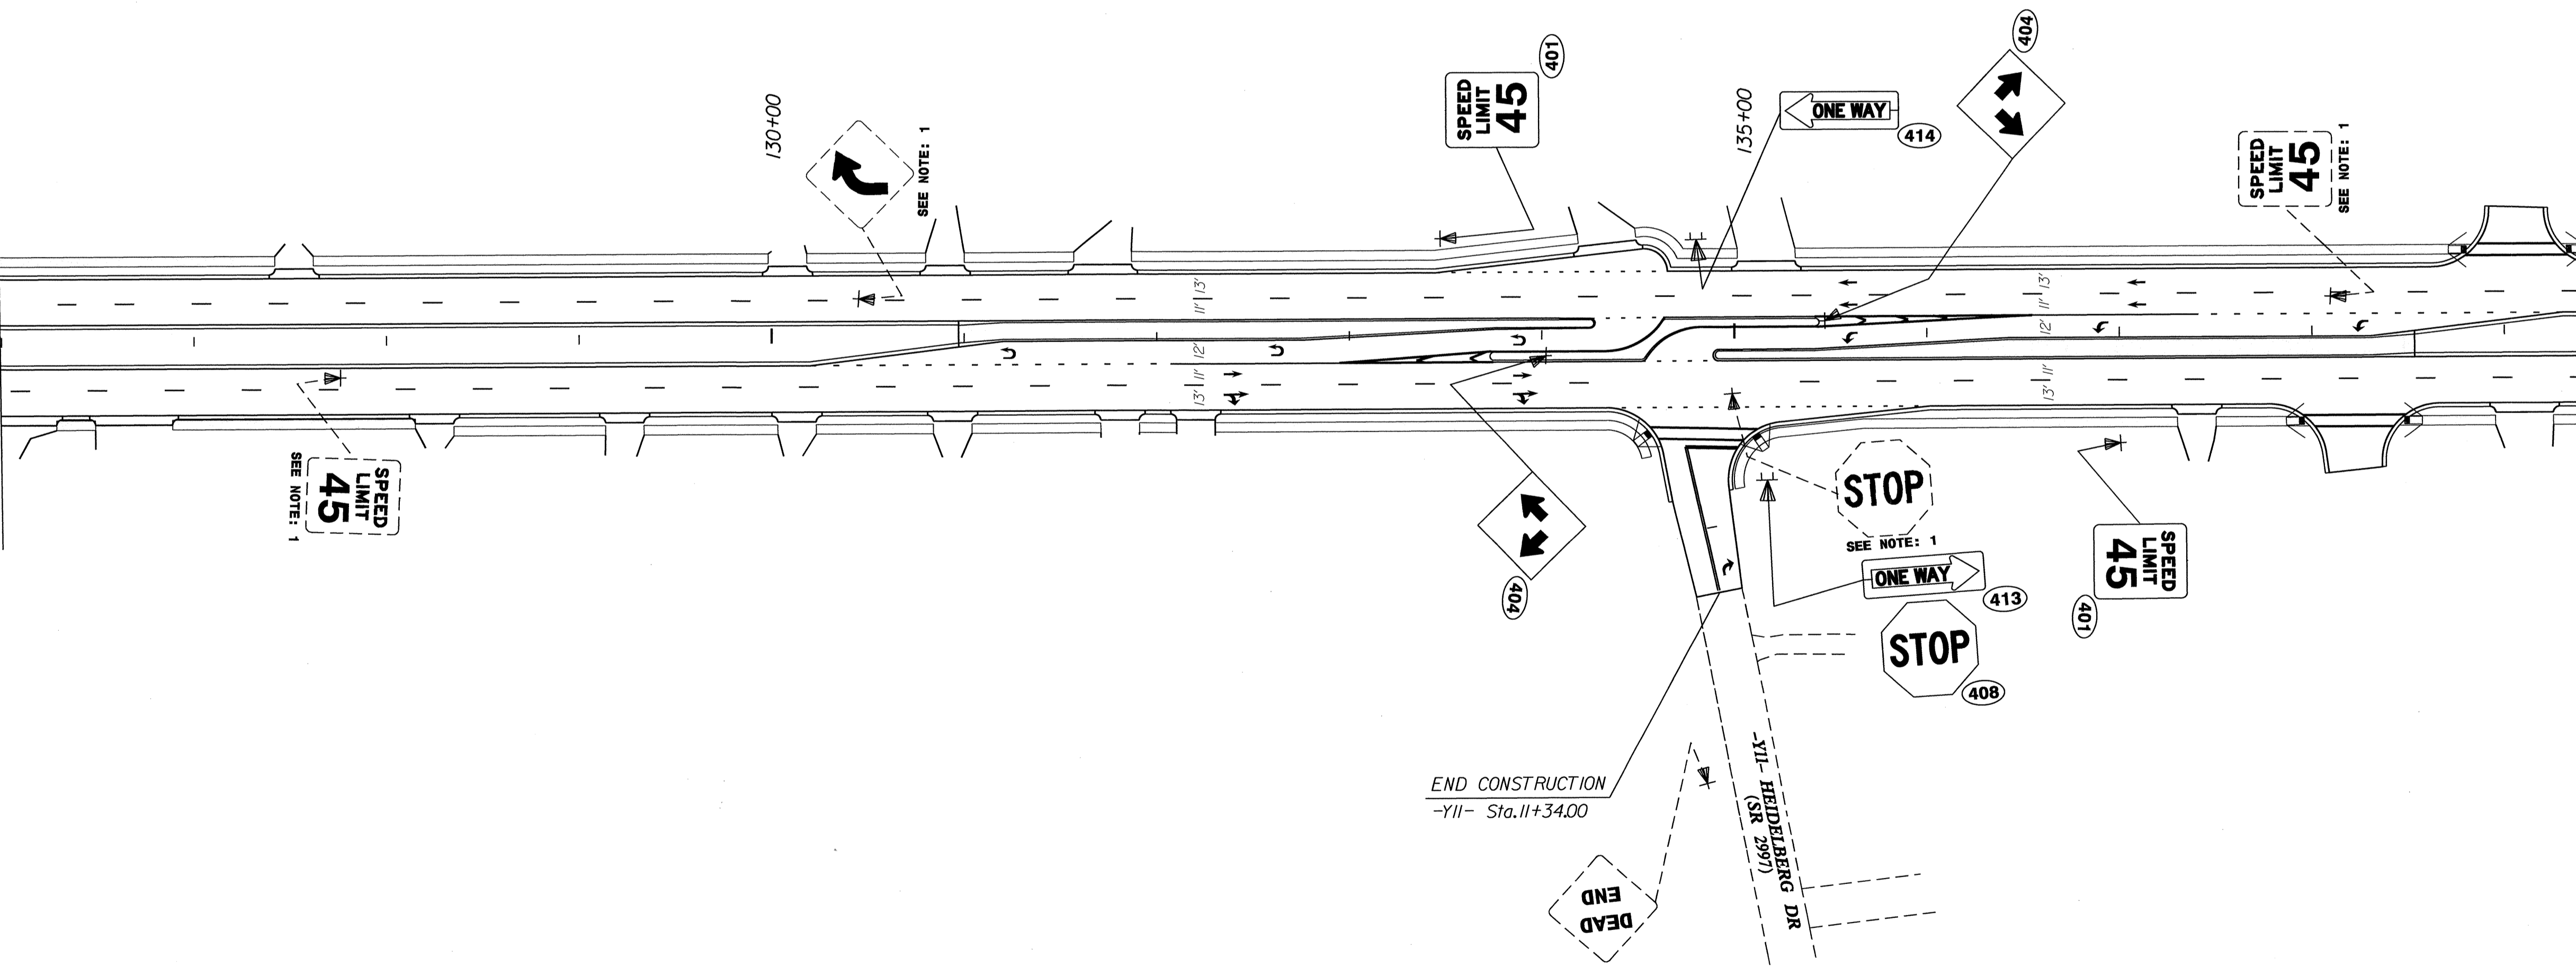 130+00
SEE NOTE: 1
SPEED
LIMIT
45
401
135+00
ONE WAY
414
404
SPEED
LIMIT
45
SEE NOTE: 1
11' 13'
12'
13' 11'
11' 13'
12'
13' 11'
SPEED
LIMIT
45
SEE NOTE: 1
404
STOP
SEE NOTE: 1
ONE WAY
413
STOP
408
SPEED
LIMIT
45
401
END CONSTRUCTION
-Y11- Sta.11+34.00
-Y11- HEIDELBERG DR
(SR 2997)
DEAD
END